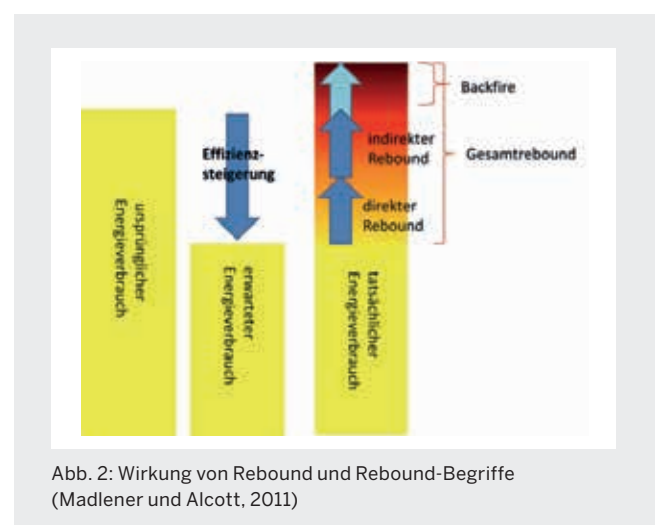 Backfire
Effizienz-
steigerung
indirekter
Rebound
Gesamtrebound
direkter
Rebound
ursprünglicher
Energieverbrauch
erwarteter
Energieverbrauch
tatsächlicher
Energieverbrauch
Abb. 2: Wirkung von Rebound und Rebound-Begriffe
(Madlener und Alcott, 2011)